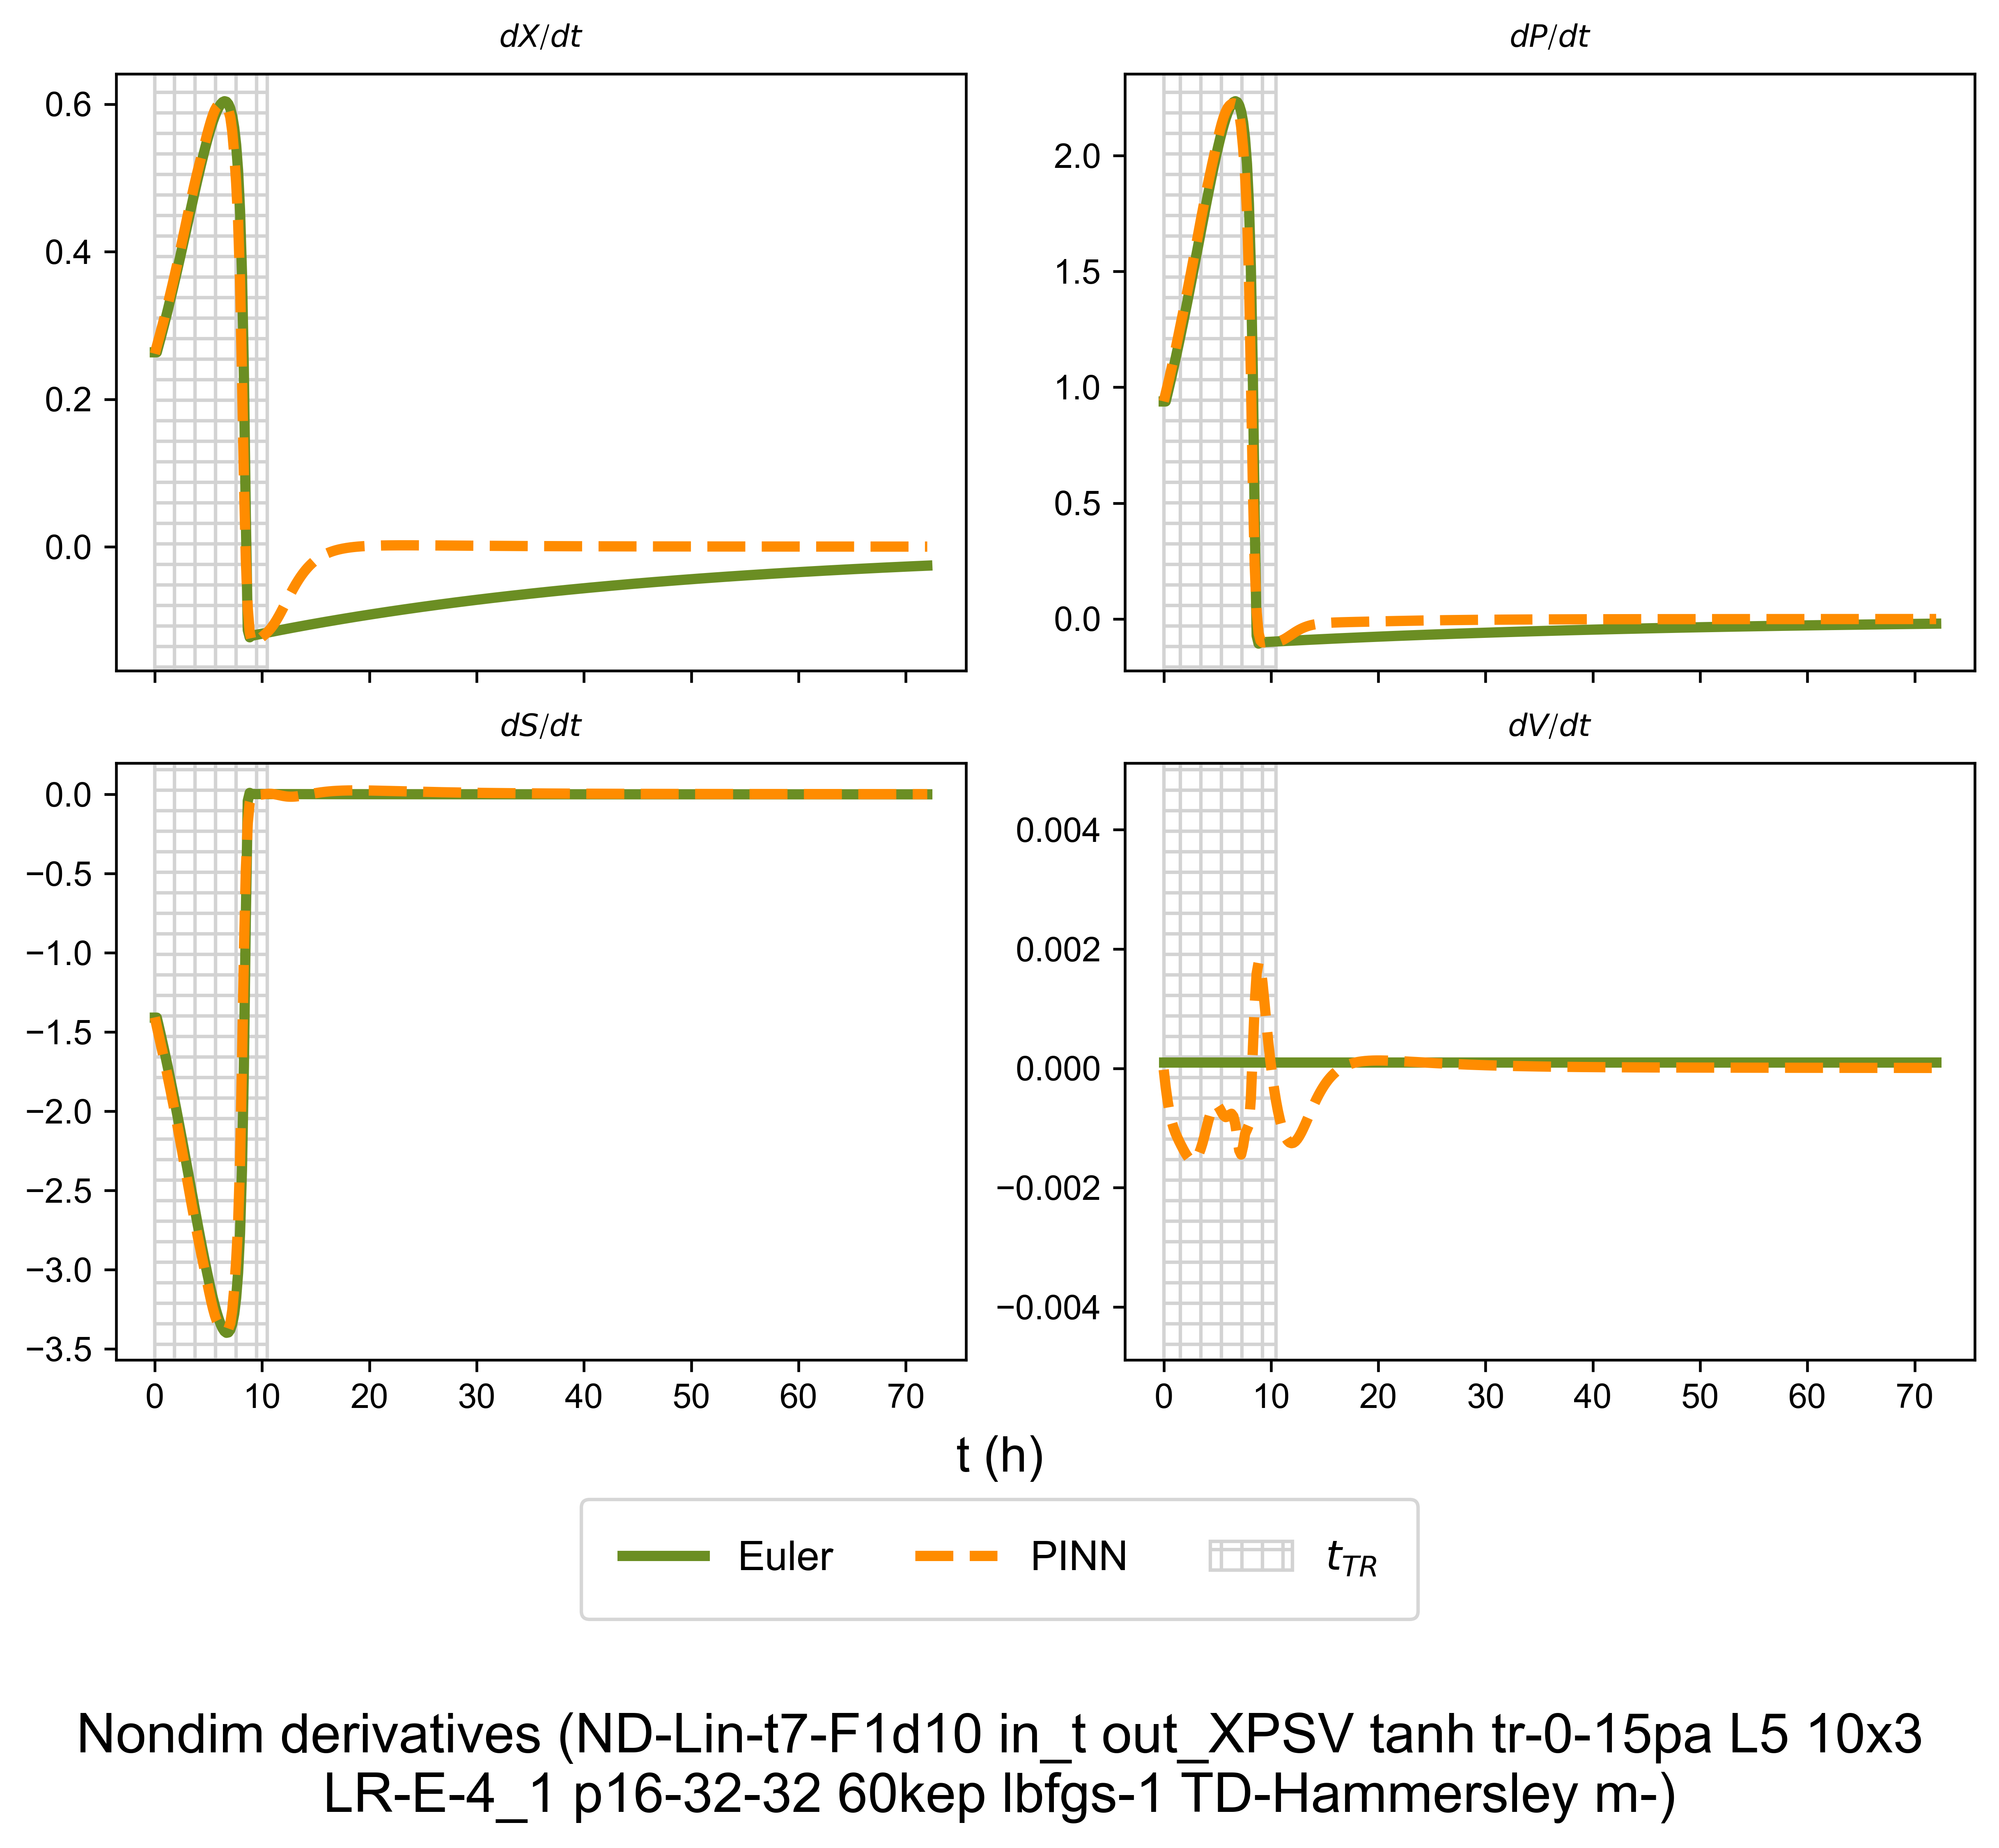 dX/dt
dP/dt
0.6
0.4
0.2
0.0
2.0
1.5
1.0
0.5
0.0
dS/dt
dV/dt
0.0
−0.5
−1.0
−1.5
−2.0
−2.5
−3.0
−3.5
0.004
0.002
0.000
−0.002
−0.004
0 10 20 30 40 50 60 70
0 10 20 30 40 50 60 70
t (h)
Euler PINN t_TR
Nondim derivatives (ND-Lin-t7-F1d10 in_t out_XPSV tanh tr-0-15pa L5 10x3
LR-E-4_1 p16-32-32 60kep lbfgs-1 TD-Hammersley m-)